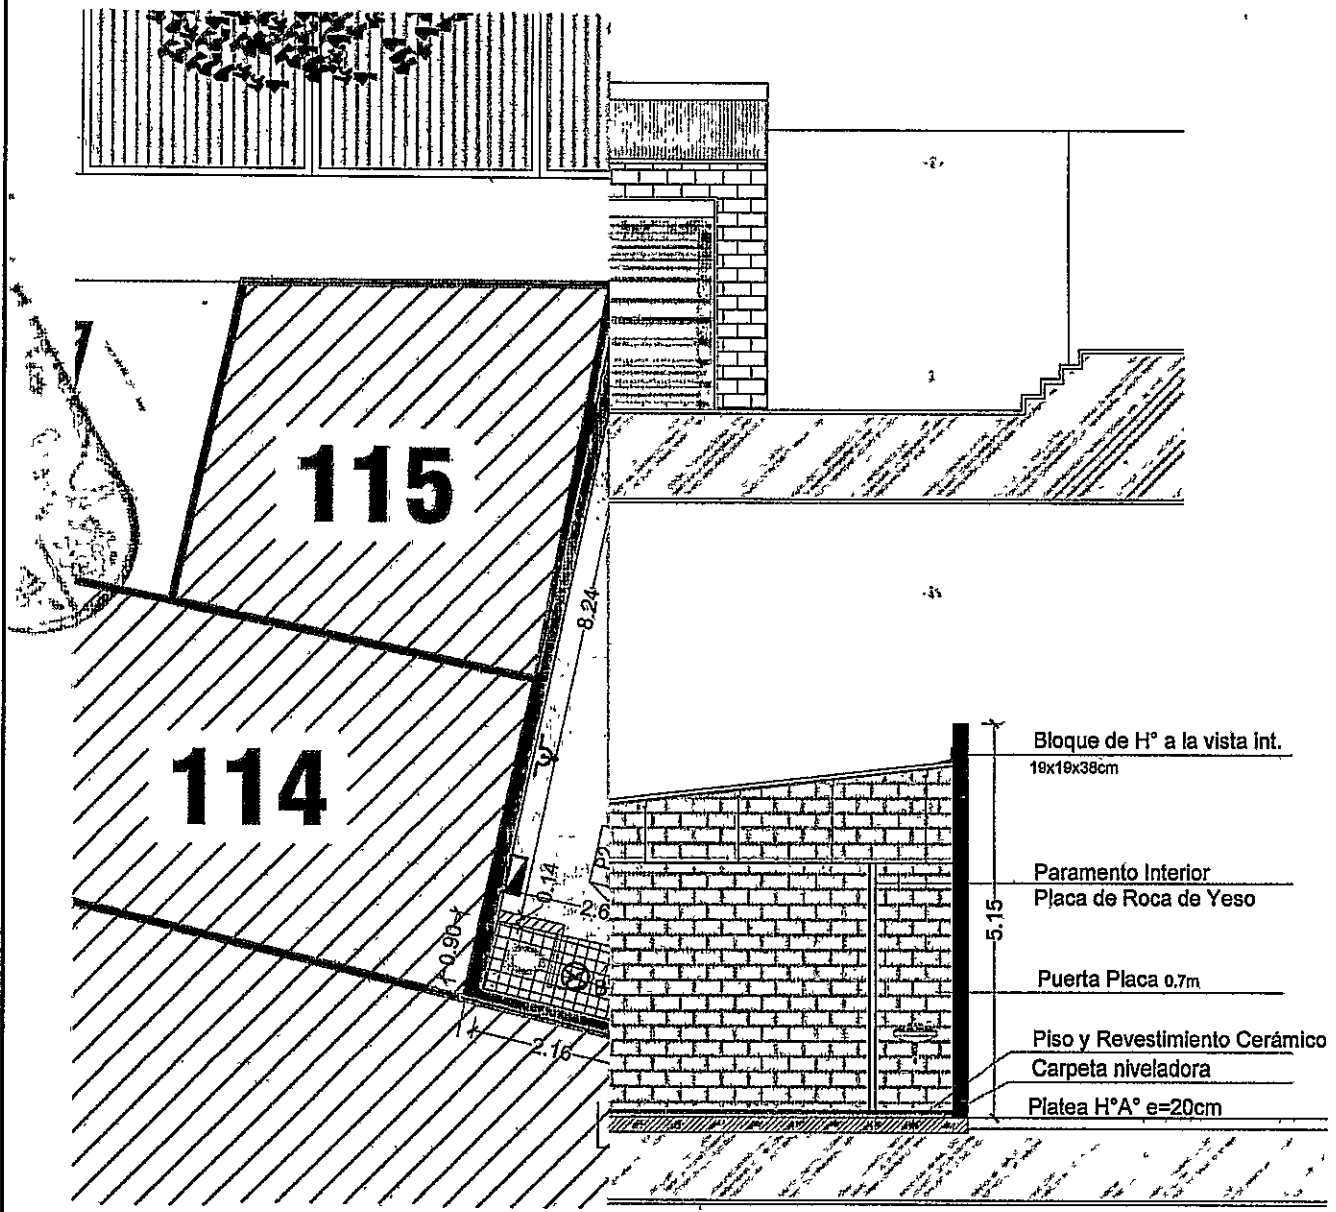 115
8.24
114
0.14
0.90
2.16
Bloque de H° a la vista int.
19x19x38cm
Paramento Interior
Placa de Roca de Yeso
5.15
Puerta Placa 0.7m
Piso y Revestimiento Cerámico
Carpeta niveladora
Platea H°A° e=20cm